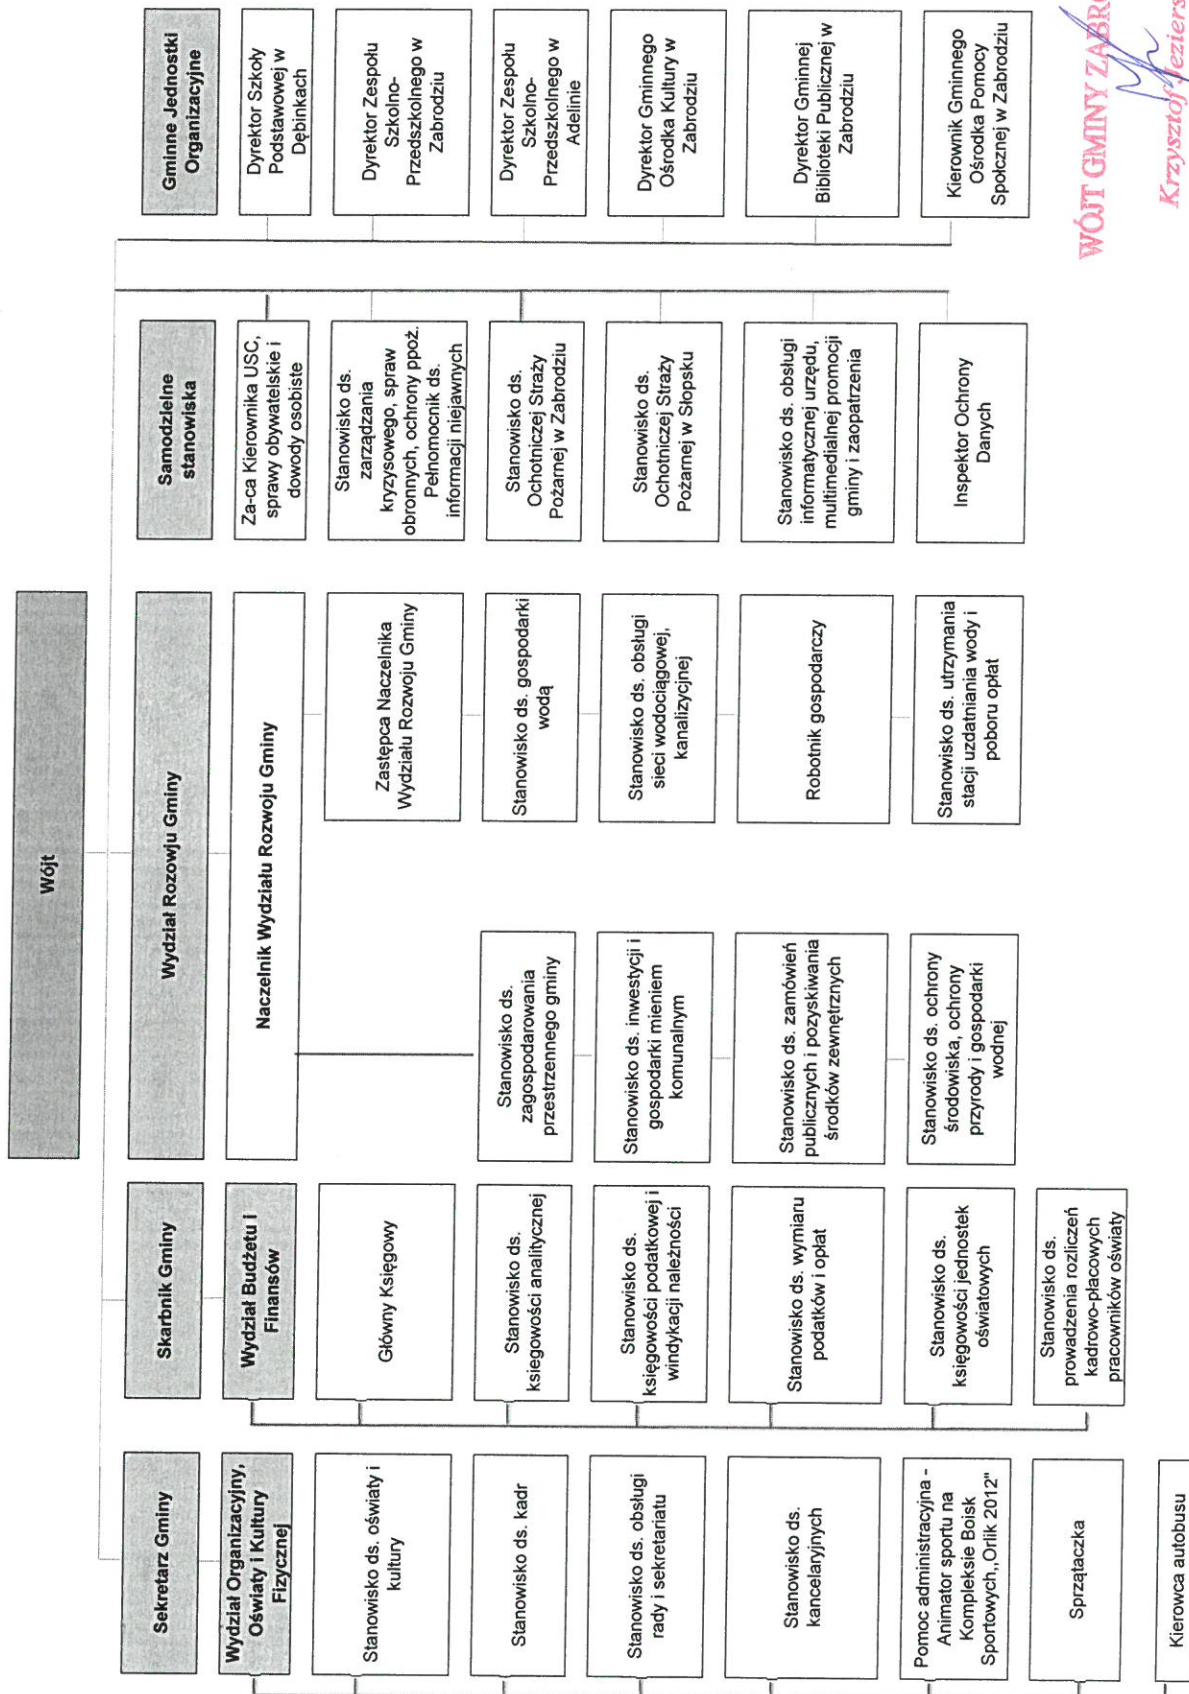 Wójt
Sekretarz Gminy
Wydział Organizacyjny,
Oświaty i Kultury
Fizycznej
Stanowisko ds. oświaty i
kultury
Stanowisko ds. kadr
Stanowisko ds. obsługi
rady i sekretariatu
Stanowisko ds.
kancelaryjnych
Pomoc administracyjna -
Animator sportu na
Kompleksie Boisk
Sportowych,,Orlik 2012"
Sprzątaczka
Kierowca autobusu
Skarbnik Gminy
Wydział Budżetu i
Finansów
Główny Księgowy
Stanowisko ds.
ksiegowości analitycznej
Stanowisko ds.
księgowości podatkowej i
windykacji należności
Stanowisko ds. wymiaru
podatków i opłat
Stanowisko ds.
księgowości jednostek
oświatowych
Stanowisko ds.
prowadzenia rozliczeń
kadrowo-płacowych
pracowników oświaty
Wydział Rozowju Gminy
Naczelnik Wydziału Rozwoju Gminy
Stanowisko ds.
zagospodarowania
przestrzennego gminy
Stanowisko ds. inwestycji i
gospodarki mieniem
komunalnym
Stanowisko ds. zamówień
publicznych i pozyskiwania
środków zewnętrznych
Stanowisko ds. ochrony
środowiska, ochrony
przyrody i gospodarki
wodnej
Zastępca Naczelnika
Wydziału Rozwoju Gminy
Stanowisko ds. gospodarki
wodą
Stanowisko ds. obsługi
sieci wodociągowej,
kanalizycjnej
Robotnik gospodarczy
Stanowisko ds. utrzymania
stacji uzdatniania wody i
poboru opłat
Samodzielne
stanowiska
Za-ca Kierownika USC,
sprawy obywatelskie i
dowody osobiste
Stanowisko ds.
zarządzania
kryzysowego, spraw
obronnych, ochrony ppoż.
Pełnomocnik ds.
informacji niejawnych
Stanowisko ds.
Ochotniczej Straży
Pożarnej w Zabrodziu
Stanowisko ds.
Ochotniczej Straży
Pożarnej w Słopsku
Stanowisko ds. obsługi
informatycznej urzędu,
multimedialnej promocji
gminy i zaopatrzenia
Inspektor Ochrony
Danych
Gminne Jednostki
Organizacyjne
Dyrektor Szkoły
Podstawowej w
Dębinkach
Dyrektor Zespołu
Szkolno-
Przedszkolnego w
Zabrodziu
Dyrektor Zespołu
Szkolno-
Przedszkolnego w
Adelinie
Dyrektor Gminnego
Ośrodka Kultury w
Zabrodziu
Dyrektor Gminnej
Biblioteki Publicznej w
Zabrodziu
Kierownik Gminnego
Ośrodka Pomocy
Społcznej w Zabrodziu
WÓJT GMINY ZABRO
Krzysztof Jeziers